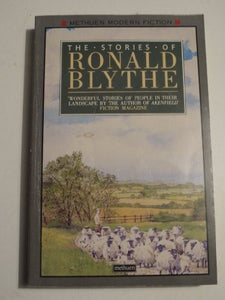 METHUEN MODERN FICTION
THE · STORIES · OF
RONALD
BLYTHE
'WONDERFUL STORIES OF PEOPLE IN THEIR
LANDSCAPE BY THE AUTHOR OF AKENFIELD'
FICTION MAGAZINE
methuen